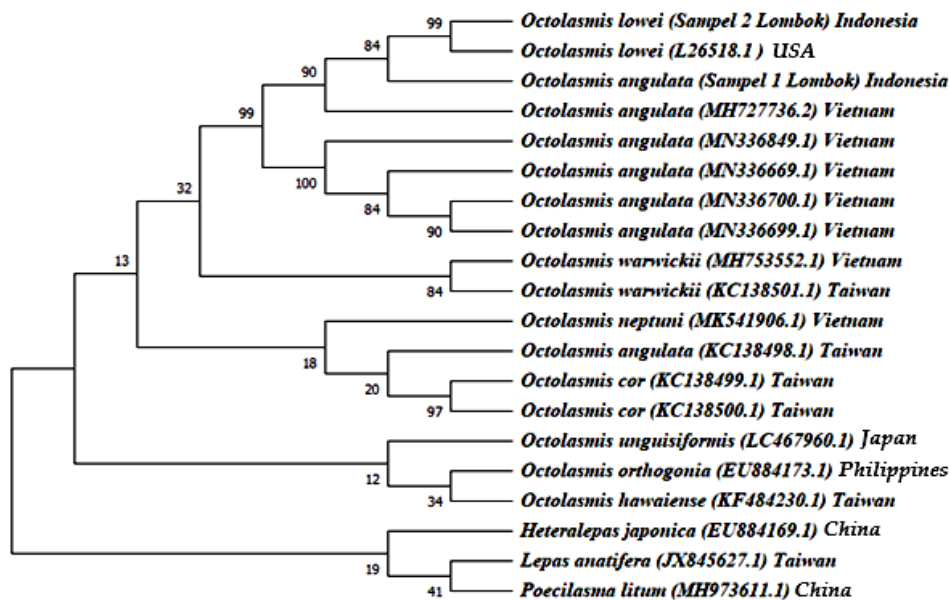 99 Octolasmis lowei (Sampel 2 Lombok) Indonesia
84 Octolasmis lowei (L26518.1 ) USA
90 Octolasmis angulata (Sampel 1 Lombok) Indonesia
99 Octolasmis angulata (MH727736.2) Vietnam
Octolasmis angulata (MN336849.1) Vietnam
100 Octolasmis angulata (MN336669.1) Vietnam
32 84 Octolasmis angulata (MN336700.1) Vietnam
90 Octolasmis angulata (MN336699.1) Vietnam
13 Octolasmis warwickii (MH753552.1) Vietnam
84 Octolasmis warwickii (KC138501.1) Taiwan
Octolasmis neptuni (MK541906.1) Vietnam
18 Octolasmis angulata (KC138498.1) Taiwan
20 Octolasmis cor (KC138499.1) Taiwan
97 Octolasmis cor (KC138500.1) Taiwan
Octolasmis unguisiformis (LC467960.1) Japan
12 Octolasmis orthogonia (EU884173.1) Philippines
34 Octolasmis hawaiense (KF484230.1) Taiwan
Heteralepas japonica (EU884169.1) China
19 Lepas anatifera (JX845627.1) Taiwan
41 Poecilasma litum (MH973611.1) China